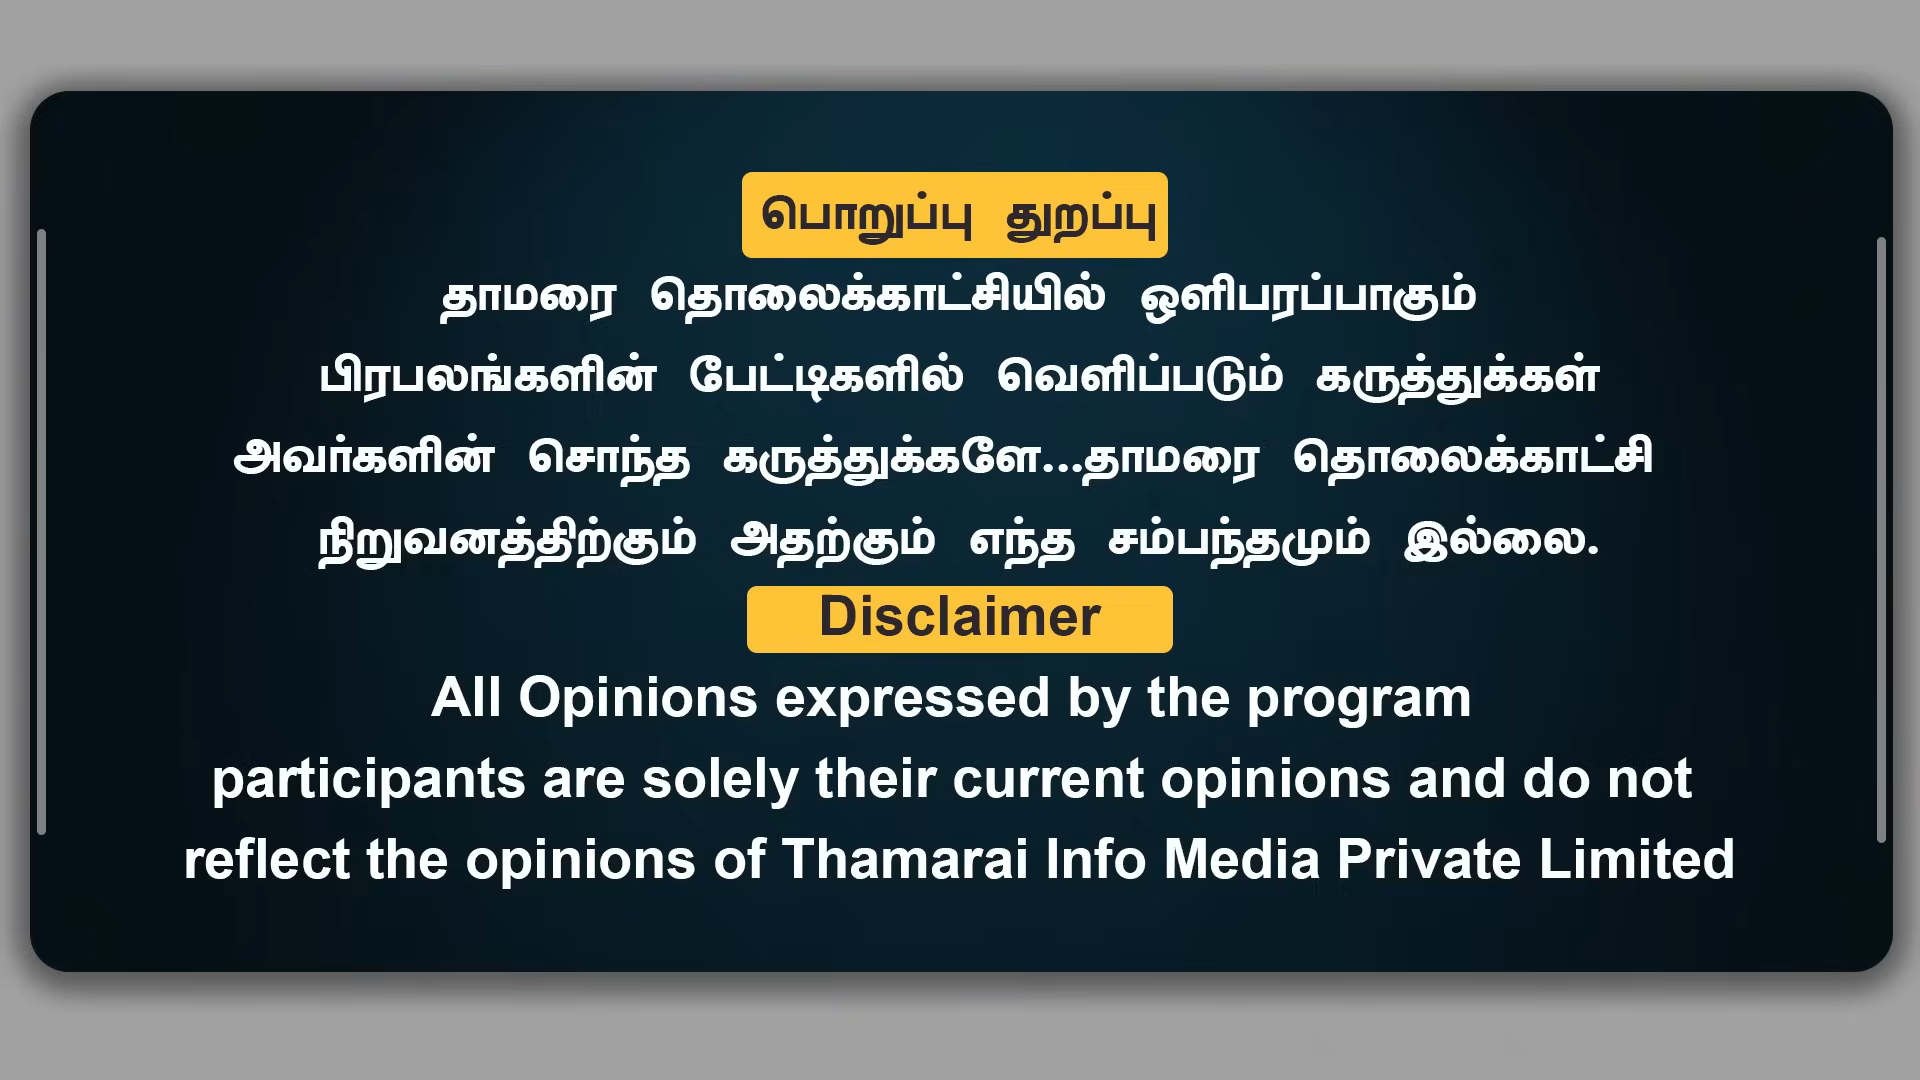 பொறுப்பு துறப்பு
தாமரை தொலைக்காட்சியில் ஒளிபரப்பாகும்
பிரபலங்களின் பேட்டிகளில் வெளிப்படும் கருத்துக்கள்
அவர்களின் சொந்த கருத்துக்களே...தாமரை தொலைக்காட்சி
நிறுவனத்திற்கும் அதற்கும் எந்த சம்பந்தமும் இல்லை.
Disclaimer
All Opinions expressed by the program
participants are solely their current opinions and do not
reflect the opinions of Thamarai Info Media Private Limited